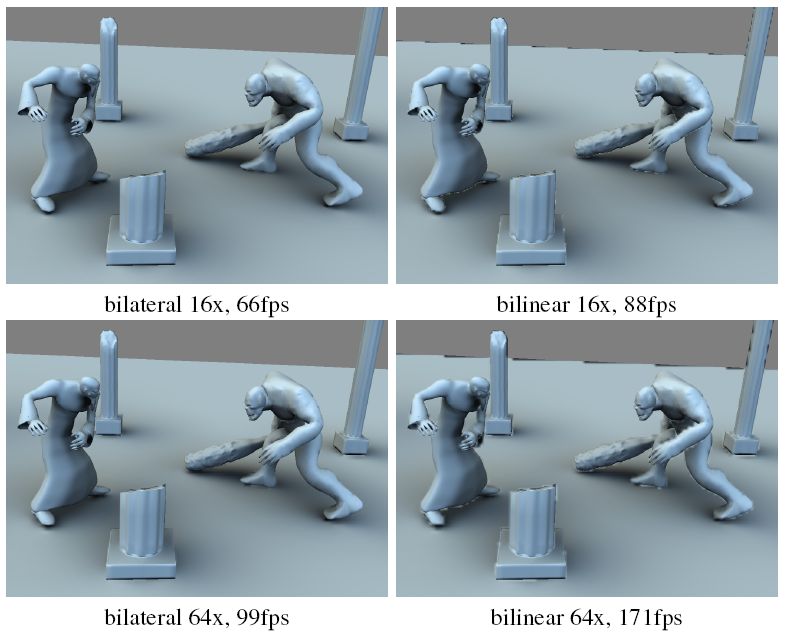 bilateral 16x, 66fps
bilinear 16x, 88fps
bilateral 64x, 99fps
bilinear 64x, 171fps